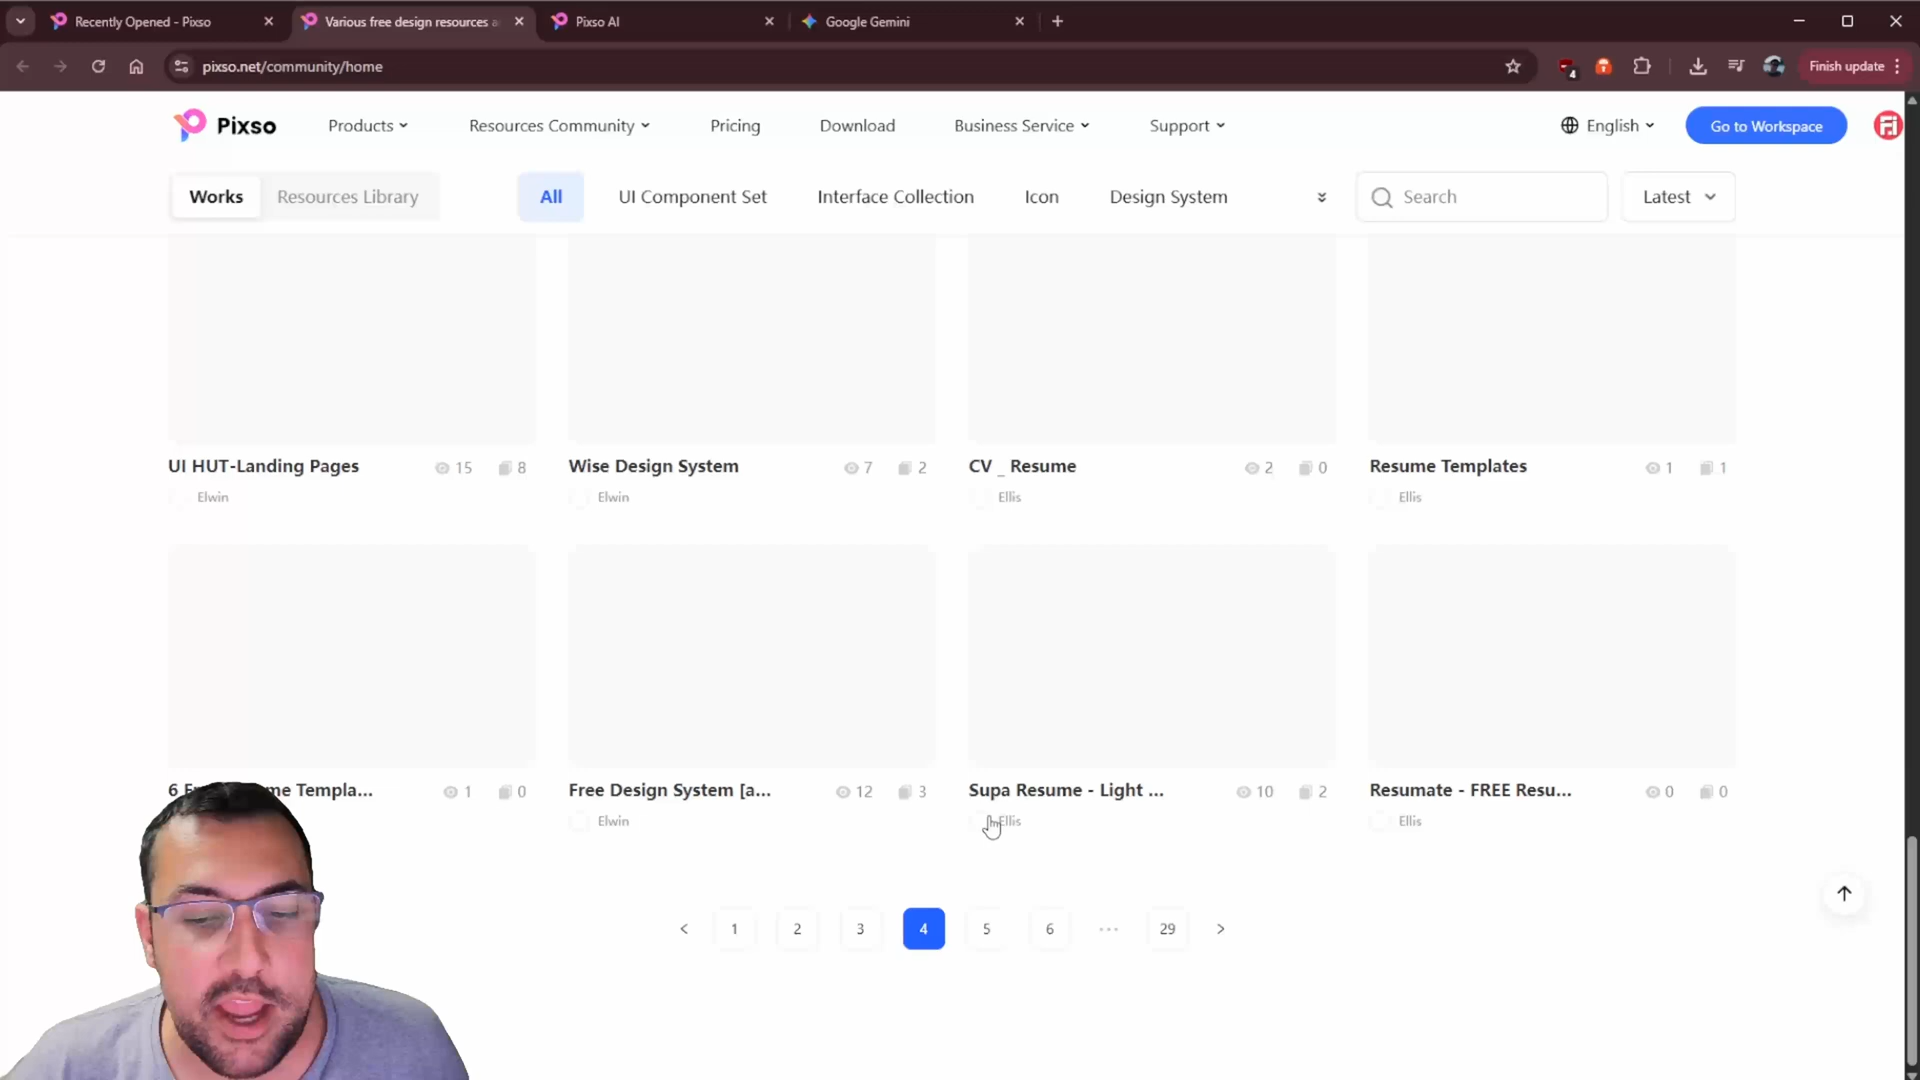 Recently Opened - Pixso
Various free design resources a
Pixso AI
Google Gemini
pixso.net/community/home
4
Finish update
Pixso
Products
Resources Community
Pricing
Download
Business Service
Support
English
Go to Workspace
Works
Resources Library
All
UI Component Set
Interface Collection
Icon
Design System
Search
Latest
UI HUT-Landing Pages 15 8
Elwin
Wise Design System 7 2
Elwin
CV _ Resume 2 0
Ellis
Resume Templates 1 1
Ellis
6 Templa... 1 0
Free Design System [a... 12 3
Elwin
Supa Resume - Light ... 10 2
Ellis
Resumate - FREE Resu... 0 0
Ellis
< 1 2 3 4 5 6 ••• 29 >